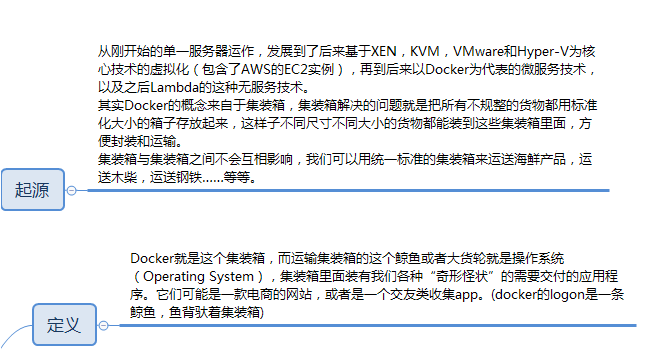 从刚开始的单一服务器运作，发展到了后来基于XEN，KVM，VMware和Hyper-V为核
心技术的虚拟化（包含了AWS的EC2实例），再到后来以Docker为代表的微服务技术，
以及之后Lambda的这种无服务技术。
其实Docker的概念来自于集装箱，集装箱解决的问题就是把所有不规整的货物都用标准
化大小的箱子存放起来，这样子不同尺寸不同大小的货物都能装到这些集装箱里面，方
便封装和运输。
集装箱与集装箱之间不会互相影响，我们可以用统一标准的集装箱来运送海鲜产品，运
送木柴，运送钢铁......等等。
起源
Docker就是这个集装箱，而运输集装箱的这个鲸鱼或者大货轮就是操作系统
（Operating System），集装箱里面装有我们各种“奇形怪状”的需要交付的应用程
序。它们可能是一款电商的网站，或者是一个交友类收集app。(docker的logon是一条
鲸鱼，鱼背驮着集装箱)
定义